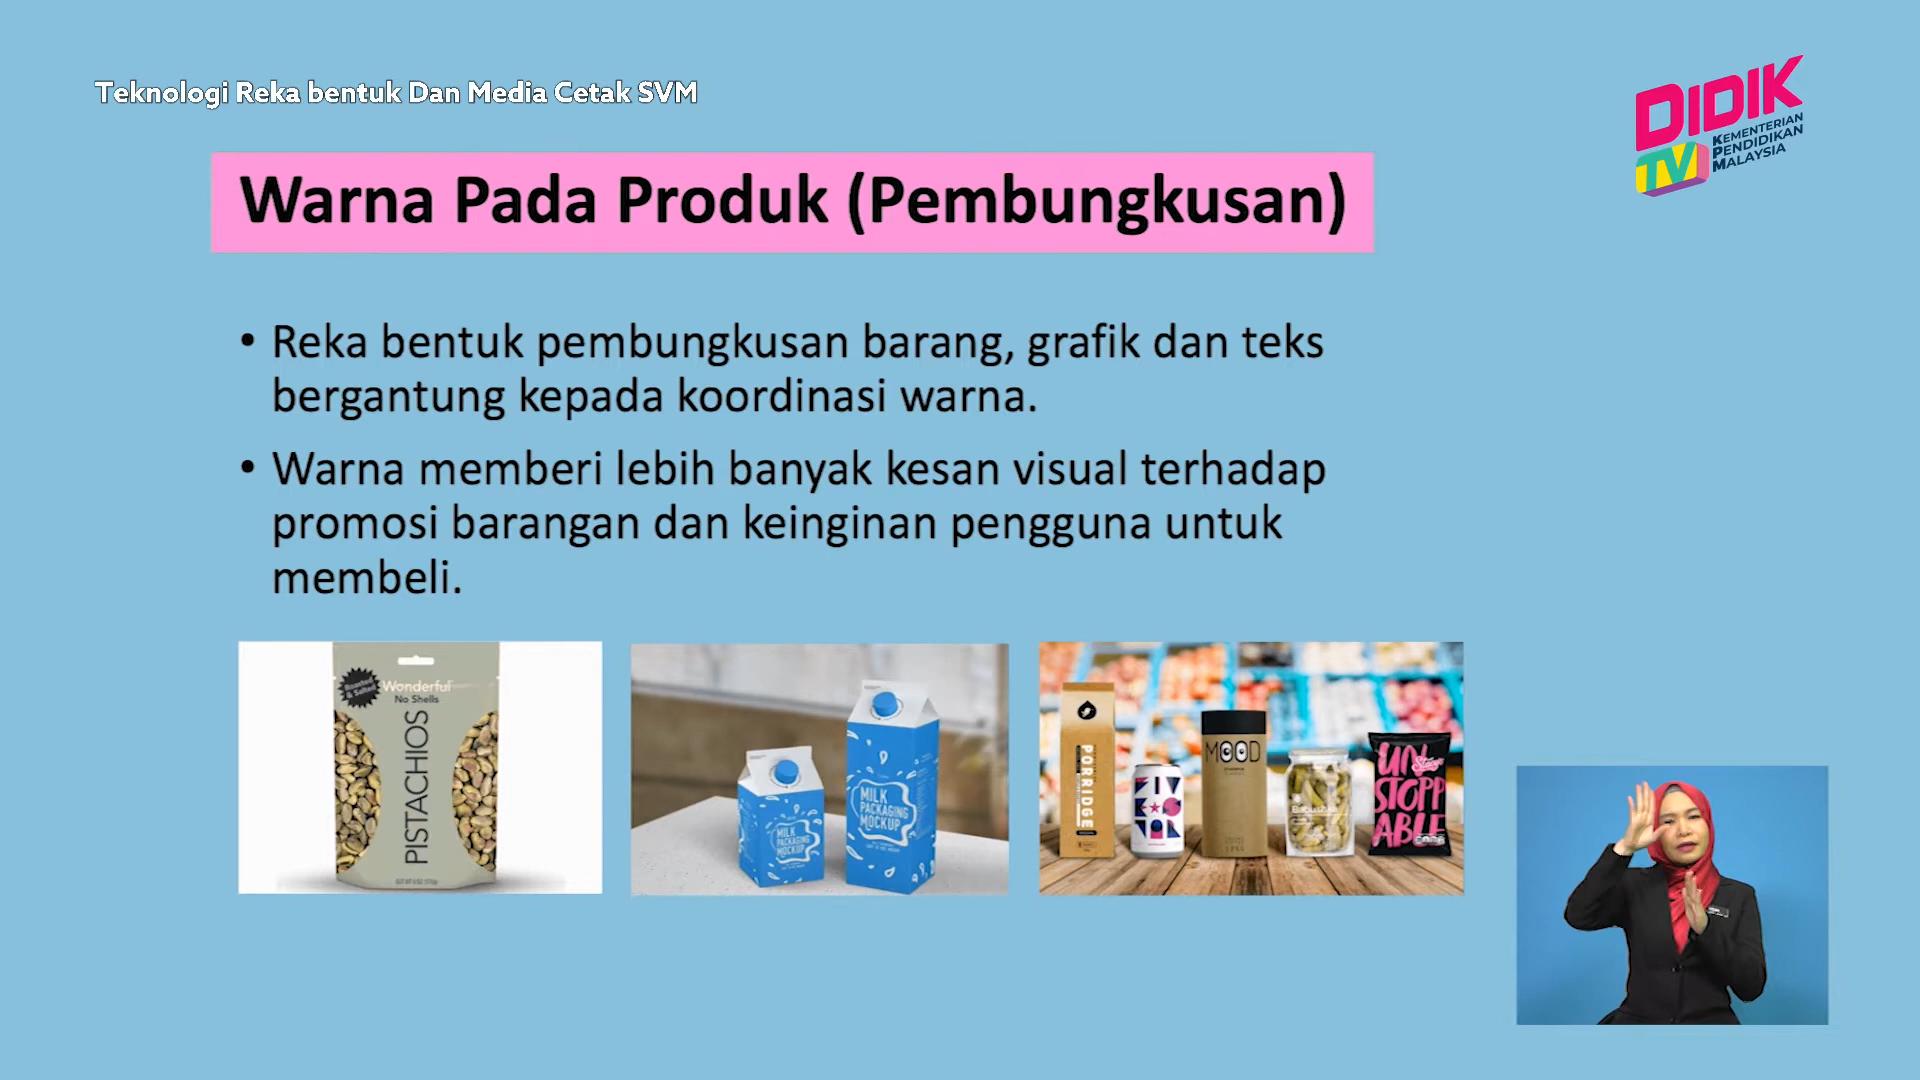 Teknologi Reka bentuk Dan Media Cetak SVM
DIDIK
TV
KEMENTERIAN
PENDIDIKAN
MALAYSIA
Warna Pada Produk (Pembungkusan)
• Reka bentuk pembungkusan barang, grafik dan teks
bergantung kepada koordinasi warna.
• Warna memberi lebih banyak kesan visual terhadap
promosi barangan dan keinginan pengguna untuk
membeli.
Roasted
& Salted
Wonderful
No Shells
PISTACHIOS
MILK
PACKAGING
MOCKUP
MILK
PACKAGING
MOCKUP
PORRIDGE
MOOD
UN
STOPP
ABLE